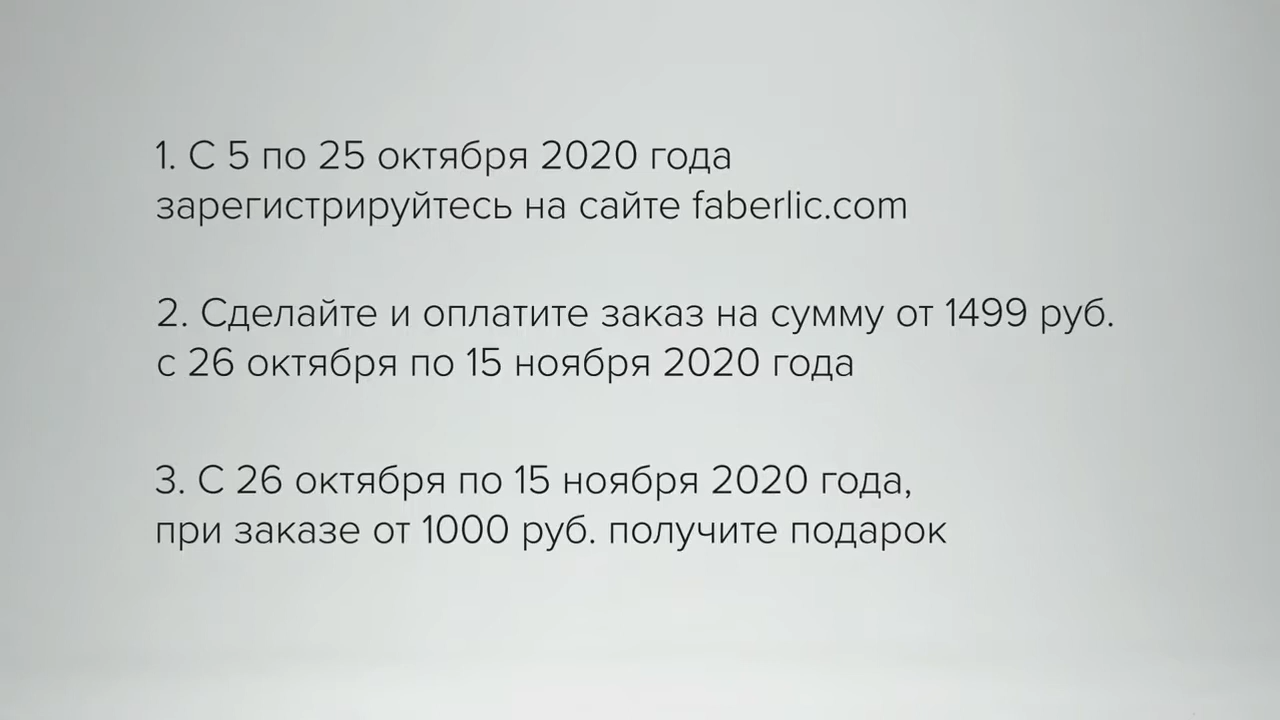 1. С 5 по 25 октября 2020 года
зарегистрируйтесь на сайте faberlic.com
2. Сделайте и оплатите заказ на сумму от 1499 руб.
с 26 октября по 15 ноября 2020 года
3. С 26 октября по 15 ноября 2020 года,
при заказе от 1000 руб. получите подарок